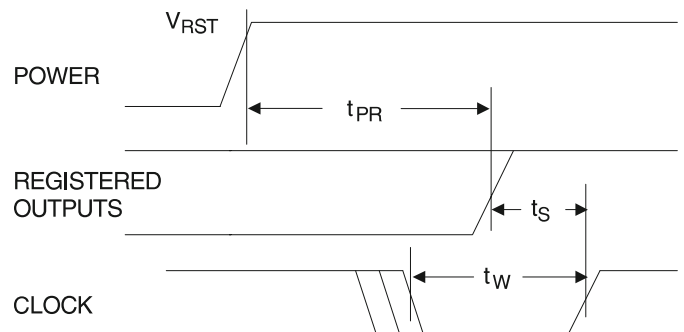 VRST
POWER
tPR
REGISTERED
OUTPUTS
tS
tW
CLOCK